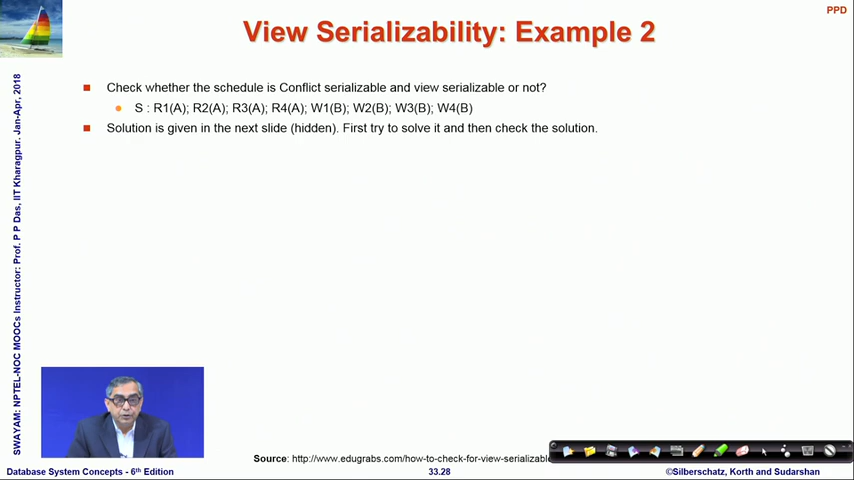 PPD
View Serializability: Example 2
Check whether the schedule is Conflict serializable and view serializable or not?
S : R1(A); R2(A); R3(A); R4(A); W1(B); W2(B); W3(B); W4(B)
Solution is given in the next slide (hidden). First try to solve it and then check the solution.
SWAYAM: NPTEL-NOC MOOCs Instructor: Prof. P P Das, IIT Kharagpur. Jan-Apr, 2018
Source: http://www.edugrabs.com/how-to-check-for-view-serializable
Database System Concepts - 6th Edition
33.28
©Silberschatz, Korth and Sudarshan